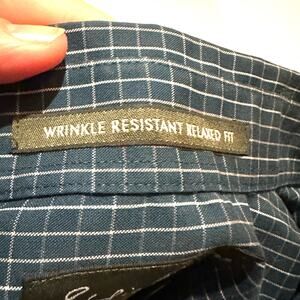 WRINKLE RESISTANT RELAXED FIT